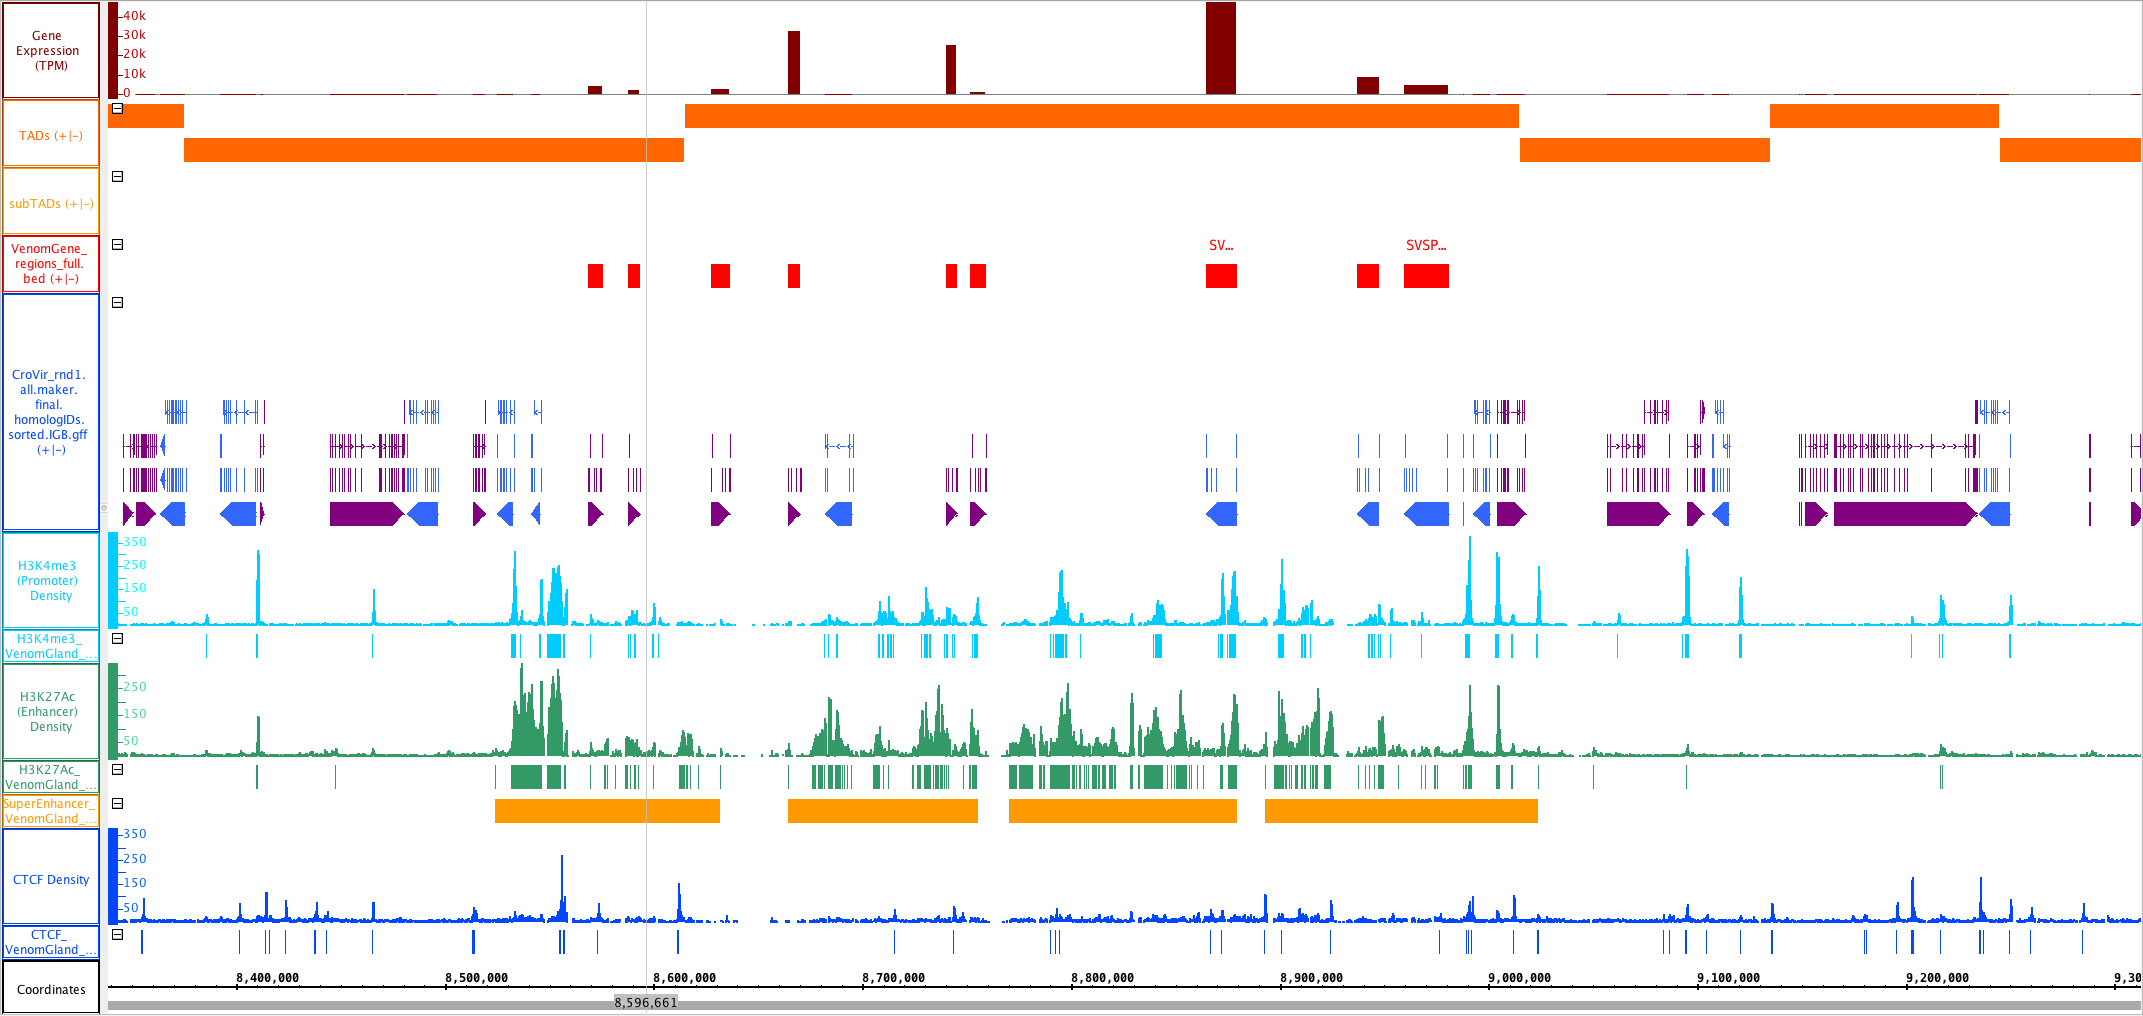 Gene
Expression
(TPM)
40k
30k
20k
10k
0
TADs (+|-)
subTADs (+|-)
VenomGene_
regions_full.
bed (+|-)
SV...
SVSP...
CroVir_rnd1.
all.maker.
final.
homologIDs.
sorted.IGB.gff
(+|-)
H3K4me3
(Promoter)
Density
350
250
150
50
H3K4me3_
VenomGland_...
H3K27Ac
(Enhancer)
Density
250
150
50
H3K27Ac_
VenomGland_...
SuperEnhancer_
VenomGland_...
CTCF Density
350
250
150
50
CTCF_
VenomGland_...
Coordinates
8,400,000
8,500,000
8,600,000
8,700,000
8,800,000
8,900,000
9,000,000
9,100,000
9,200,000
9,30
8,596,661